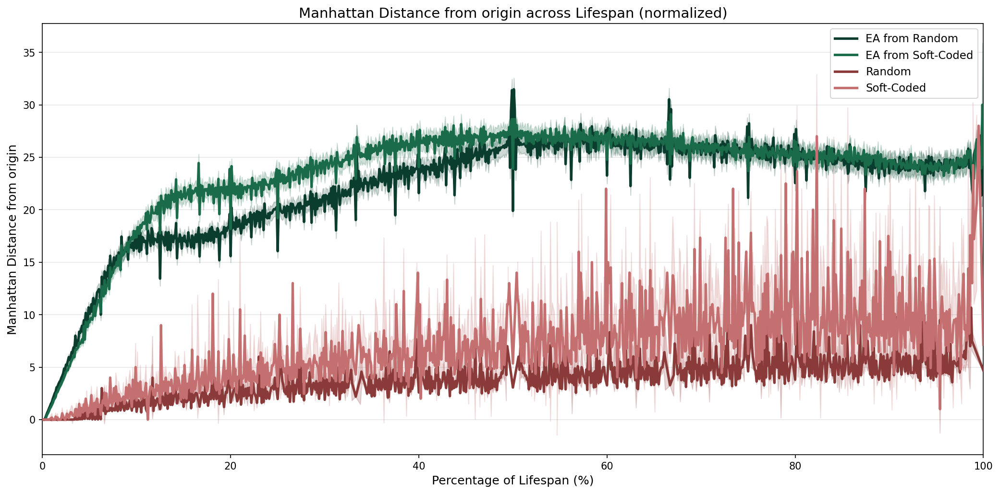 Manhattan Distance from origin across Lifespan (normalized)
EA from Random
EA from Soft-Coded
Random
Soft-Coded
Manhattan Distance from origin
35
30
25
20
15
10
5
0
0 20 40 60 80 100
Percentage of Lifespan (%)